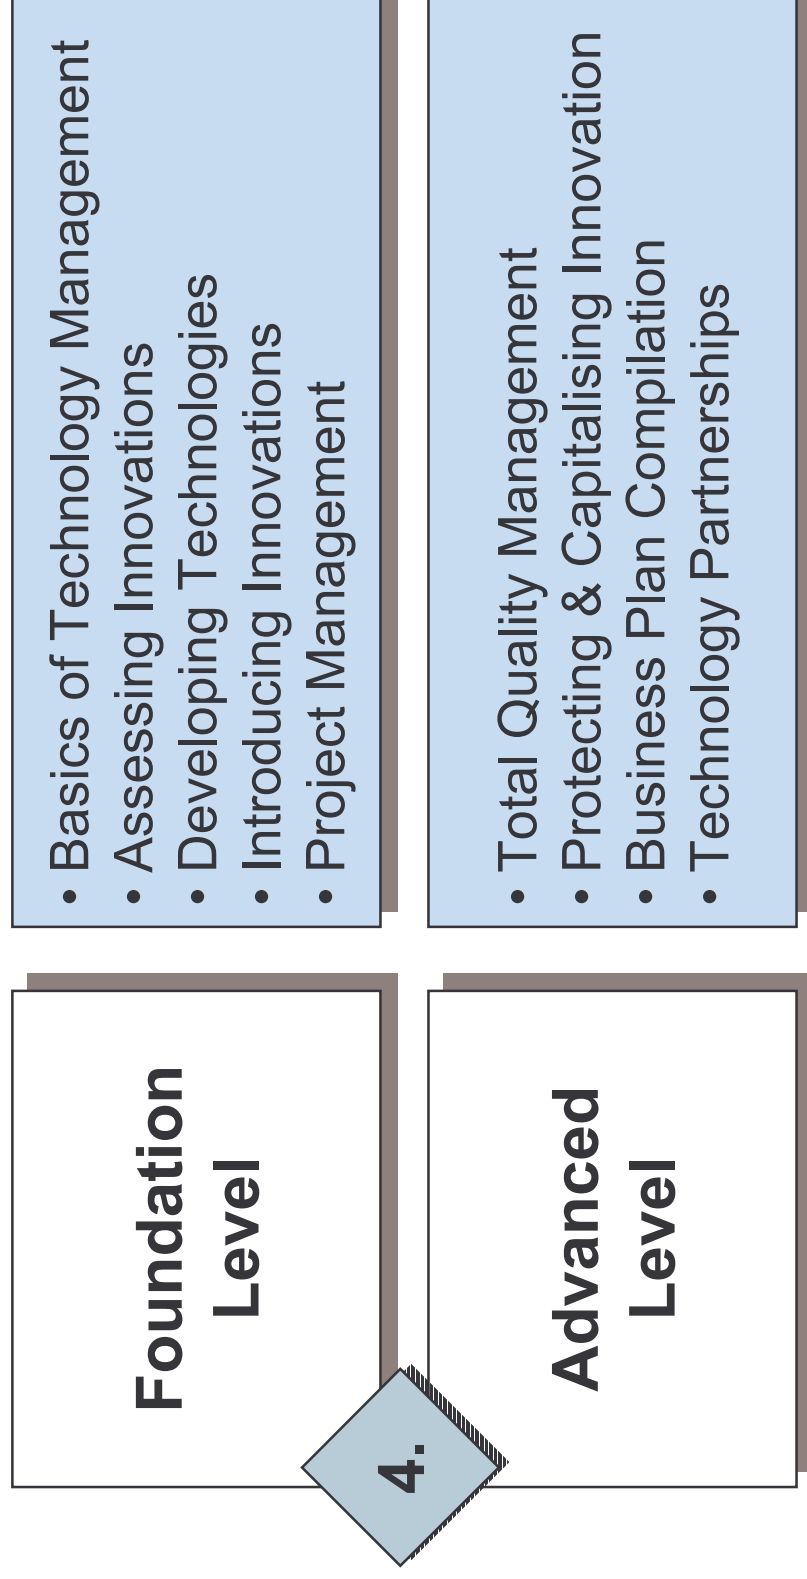 Foundation
Level
• Basics of Technology Management
• Assessing Innovations
• Developing Technologies
• Introducing Innovations
• Project Management
4.
Advanced
Level
• Total Quality Management
• Protecting & Capitalising Innovation
• Business Plan Compilation
• Technology Partnerships